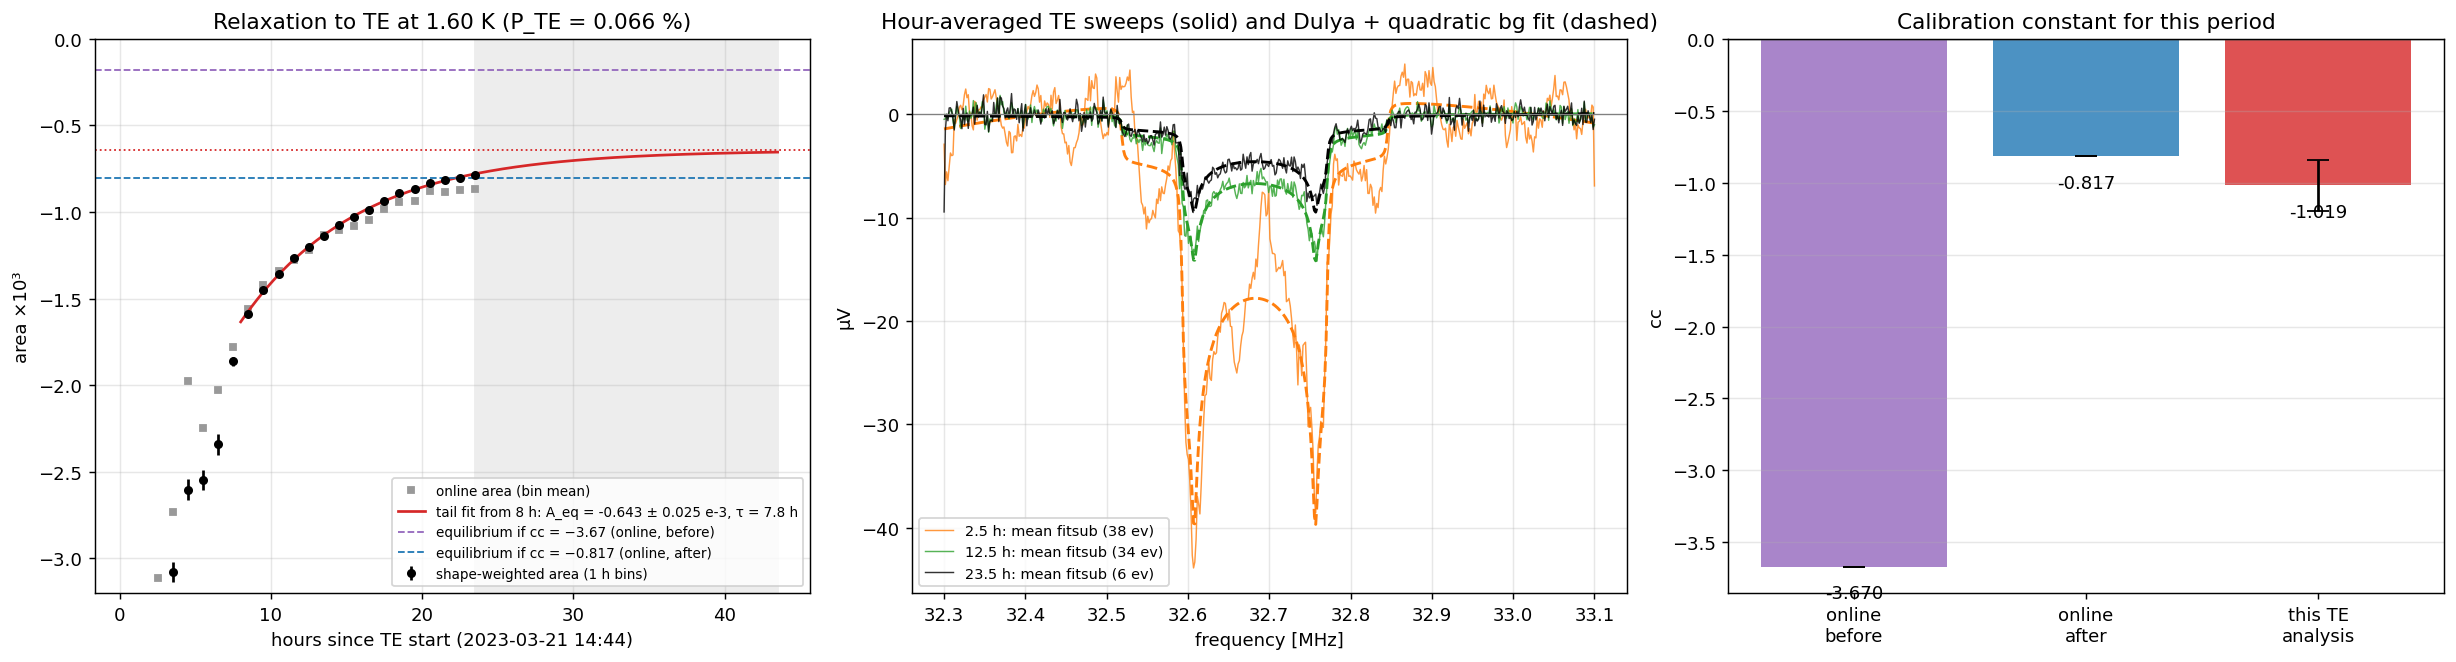 Relaxation to TE at 1.60 K (P_TE = 0.066 %)
area ×10³
0.0
−0.5
−1.0
−1.5
−2.0
−2.5
−3.0
online area (bin mean)
tail fit from 8 h: A_eq = -0.643 ± 0.025 e-3, τ = 7.8 h
equilibrium if cc = −3.67 (online, before)
equilibrium if cc = −0.817 (online, after)
shape-weighted area (1 h bins)
0 10 20 30 40
hours since TE start (2023-03-21 14:44)
Hour-averaged TE sweeps (solid) and Dulya + quadratic bg fit (dashed)
µV
0
−10
−20
−30
−40
2.5 h: mean fitsub (38 ev)
12.5 h: mean fitsub (34 ev)
23.5 h: mean fitsub (6 ev)
32.3 32.4 32.5 32.6 32.7 32.8 32.9 33.0 33.1
frequency [MHz]
Calibration constant for this period
cc
0.0
−0.5
−1.0
−1.5
−2.0
−2.5
−3.0
−3.5
-3.670
-0.817
-1.019
online
before
online
after
this TE
analysis